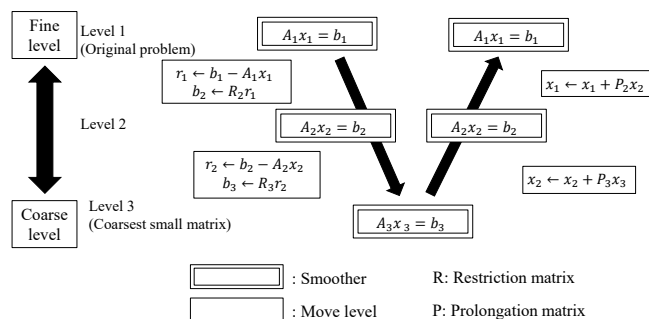 Fine
level
Level 1
(Original problem)
A₁x₁ = b₁
A₁x₁ = b₁
r₁ ← b₁ − A₁x₁
b₂ ← R₂r₁
x₁ ← x₁ + P₂x₂
Level 2
A₂x₂ = b₂
A₂x₂ = b₂
r₂ ← b₂ − A₂x₂
b₃ ← R₃r₂
x₂ ← x₂ + P₃x₃
Coarse
level
Level 3
(Coarsest small matrix)
A₃x₃ = b₃
: Smoother
R: Restriction matrix
: Move level
P: Prolongation matrix